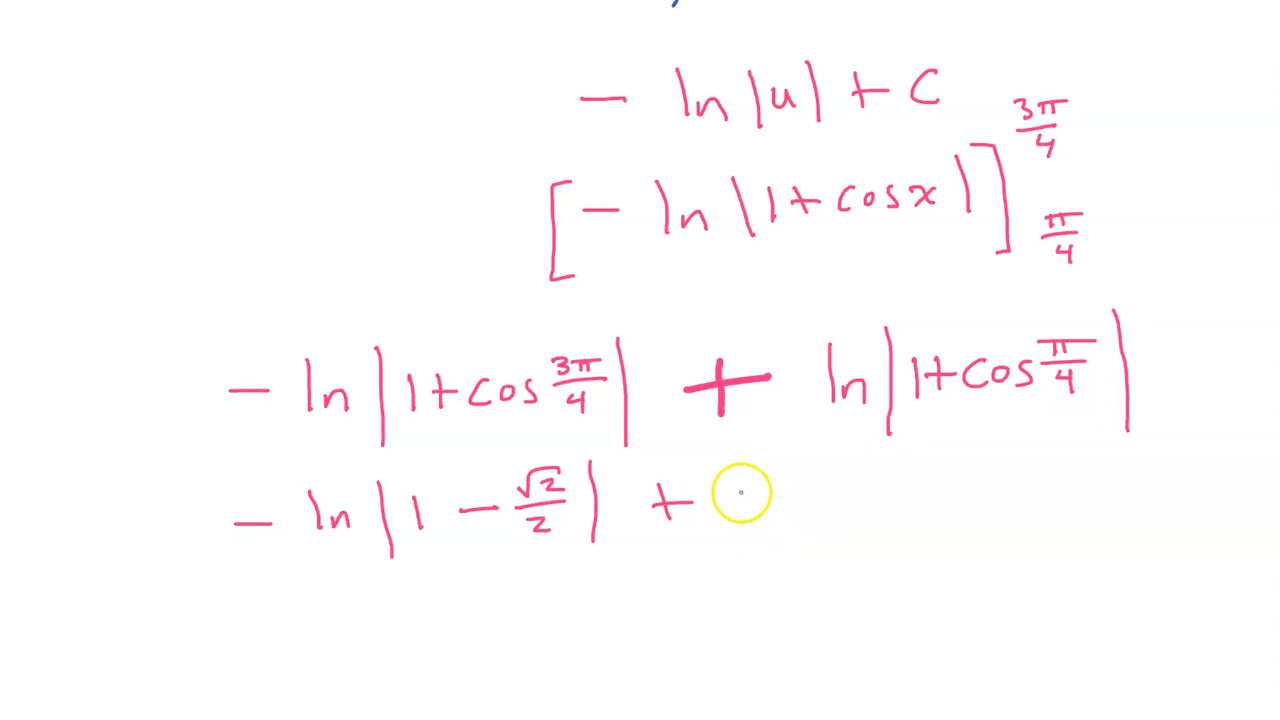 - ln |u| + C
[- ln |1 + cos x|] 3π/4 π/4
- ln |1 + cos 3π/4| + ln |1 + cos π/4|
- ln |1 - √2/2| +